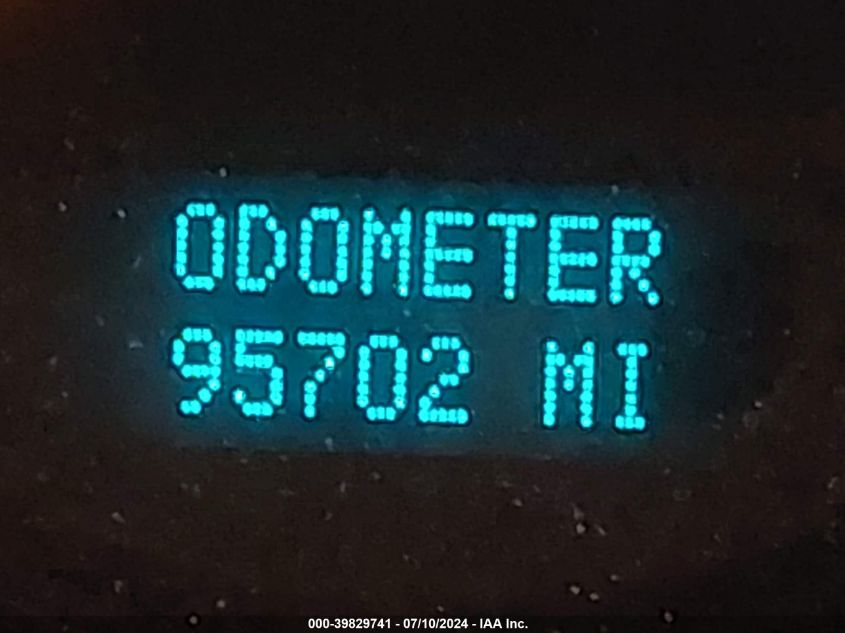 ODOMETER
95702 MI
000-39829741 - 07/10/2024 - IAA Inc.